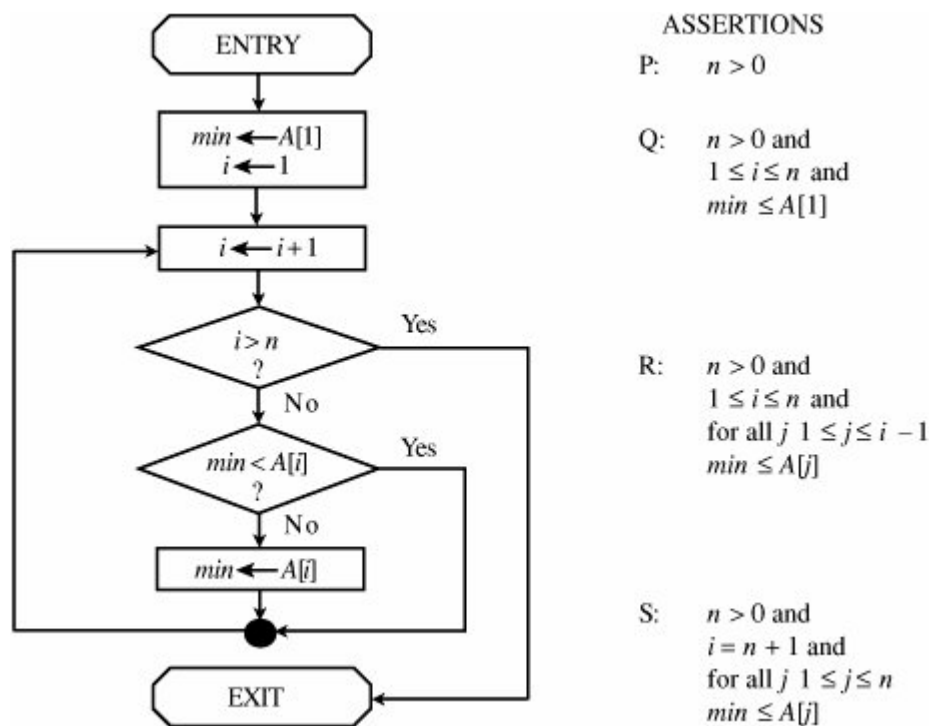 ENTRY
min ← A[1]
i ← 1
i ← i + 1
i > n
?
Yes
No
min < A[i]
?
Yes
No
min ← A[i]
EXIT
ASSERTIONS
P: n > 0
Q: n > 0 and
1 ≤ i ≤ n and
min ≤ A[1]
R: n > 0 and
1 ≤ i ≤ n and
for all j 1 ≤ j ≤ i − 1
min ≤ A[j]
S: n > 0 and
i = n + 1 and
for all j 1 ≤ j ≤ n
min ≤ A[j]